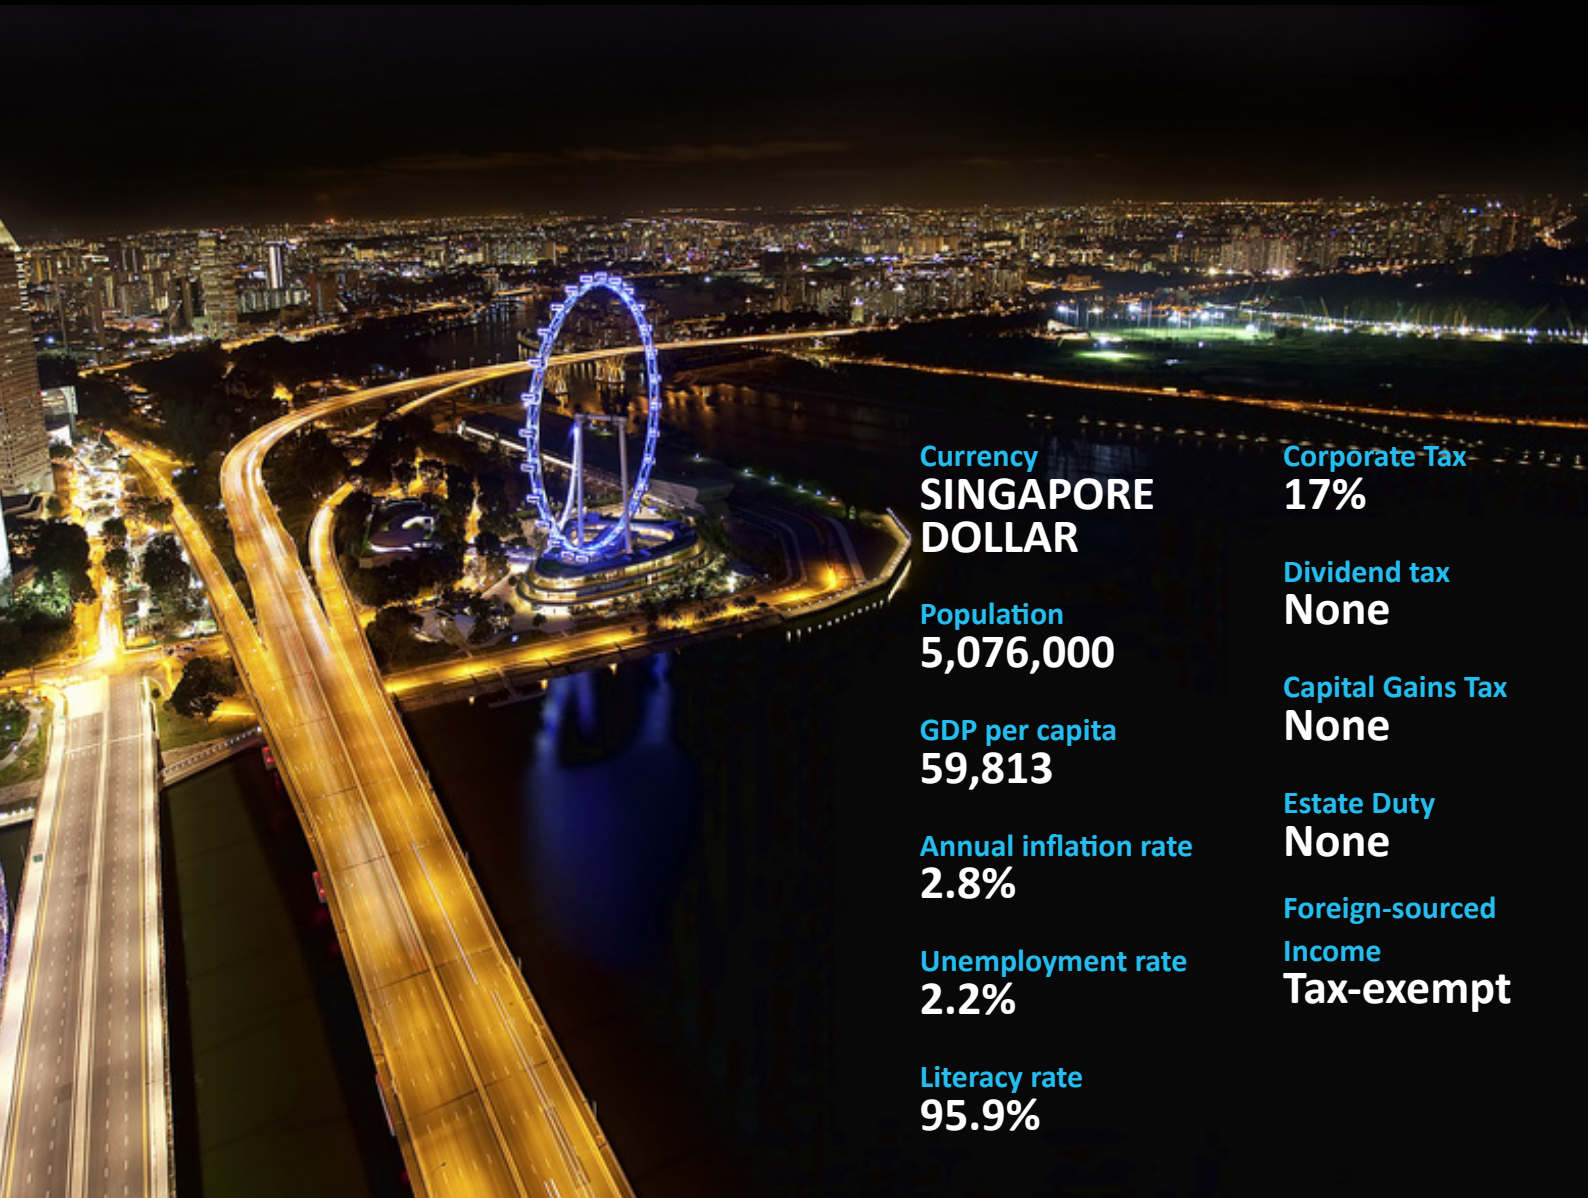 Currency
SINGAPORE
DOLLAR
Population
5,076,000
GDP per capita
59,813
Annual inflation rate
2.8%
Unemployment rate
2.2%
Literacy rate
95.9%
Corporate Tax
17%
Dividend tax
None
Capital Gains Tax
None
Estate Duty
None
Foreign-sourced
Income
Tax-exempt